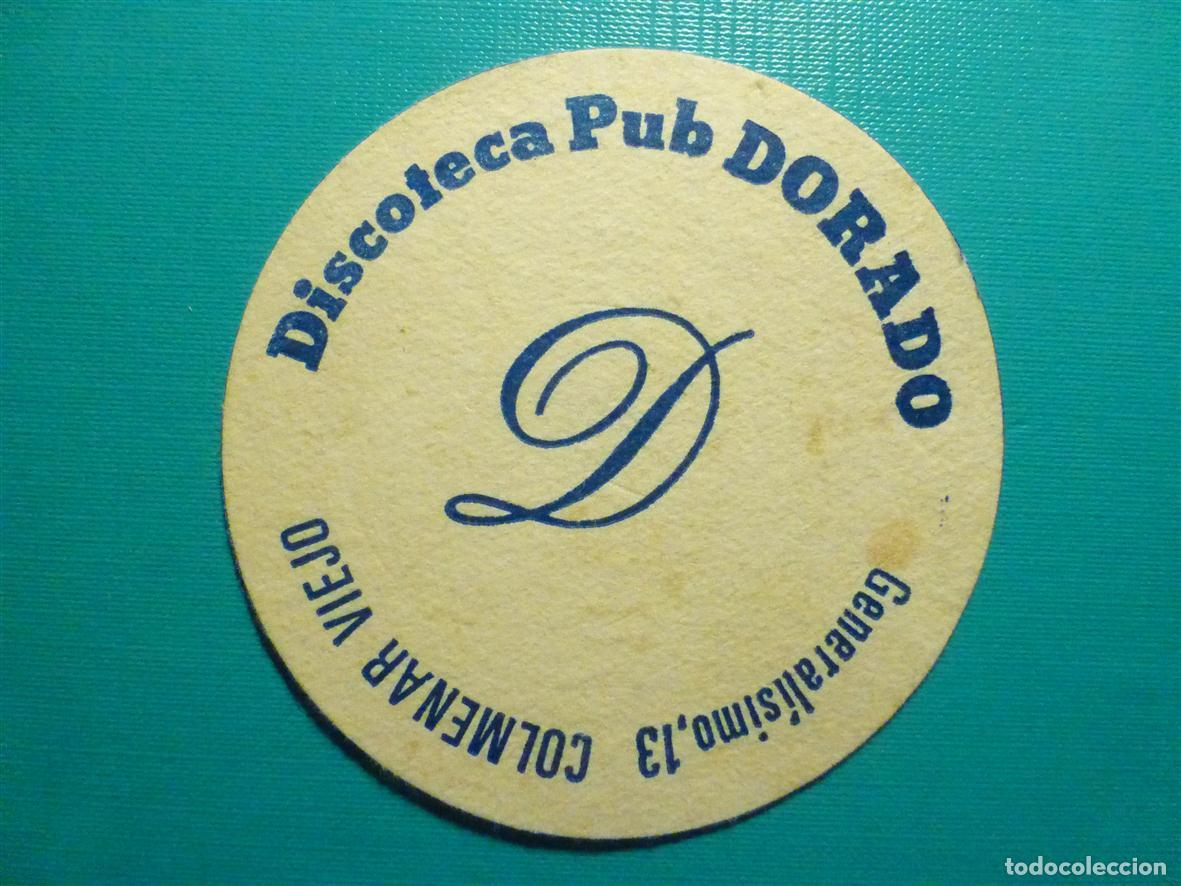 Discoteca Pub DORADO
D
Generalísimo,13 COLMENAR VIEJO
todocoleccion